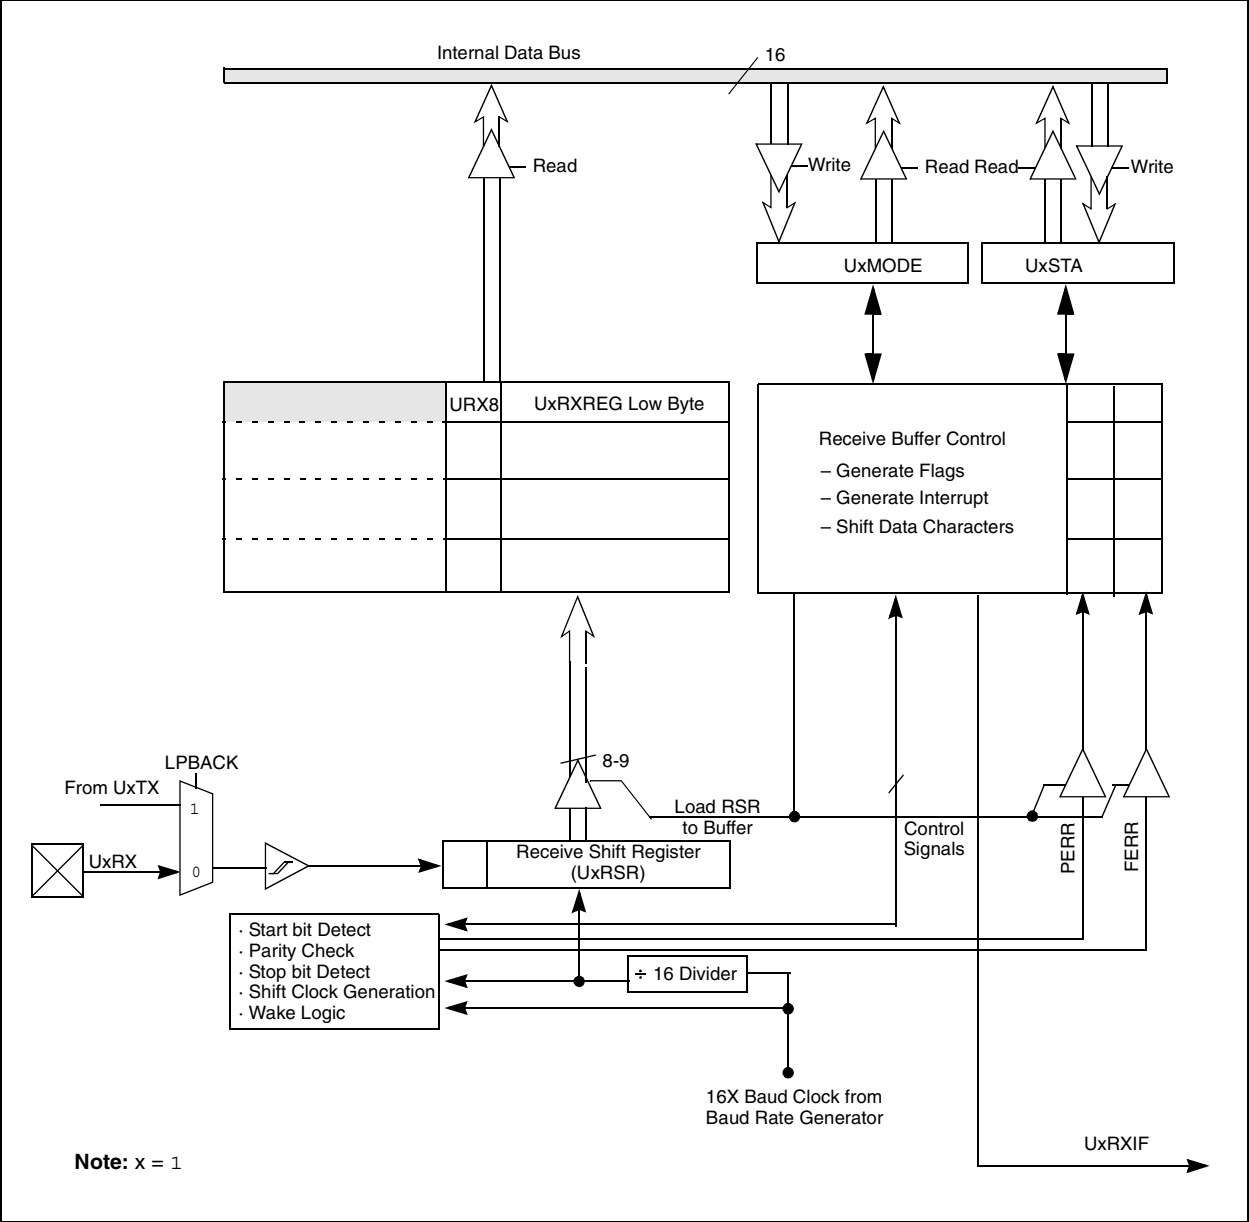 Internal Data Bus
16
Read
Write
Read Read
Write
UxMODE
UxSTA
URX8
UxRXREG Low Byte
Receive Buffer Control
– Generate Flags
– Generate Interrupt
– Shift Data Characters
LPBACK
From UxTX
1
0
UxRX
8-9
Load RSR
to Buffer
Control
Signals
PERR
FERR
Receive Shift Register
(UxRSR)
· Start bit Detect
· Parity Check
· Stop bit Detect
· Shift Clock Generation
· Wake Logic
÷ 16 Divider
16X Baud Clock from
Baud Rate Generator
UxRXIF
Note: x = 1